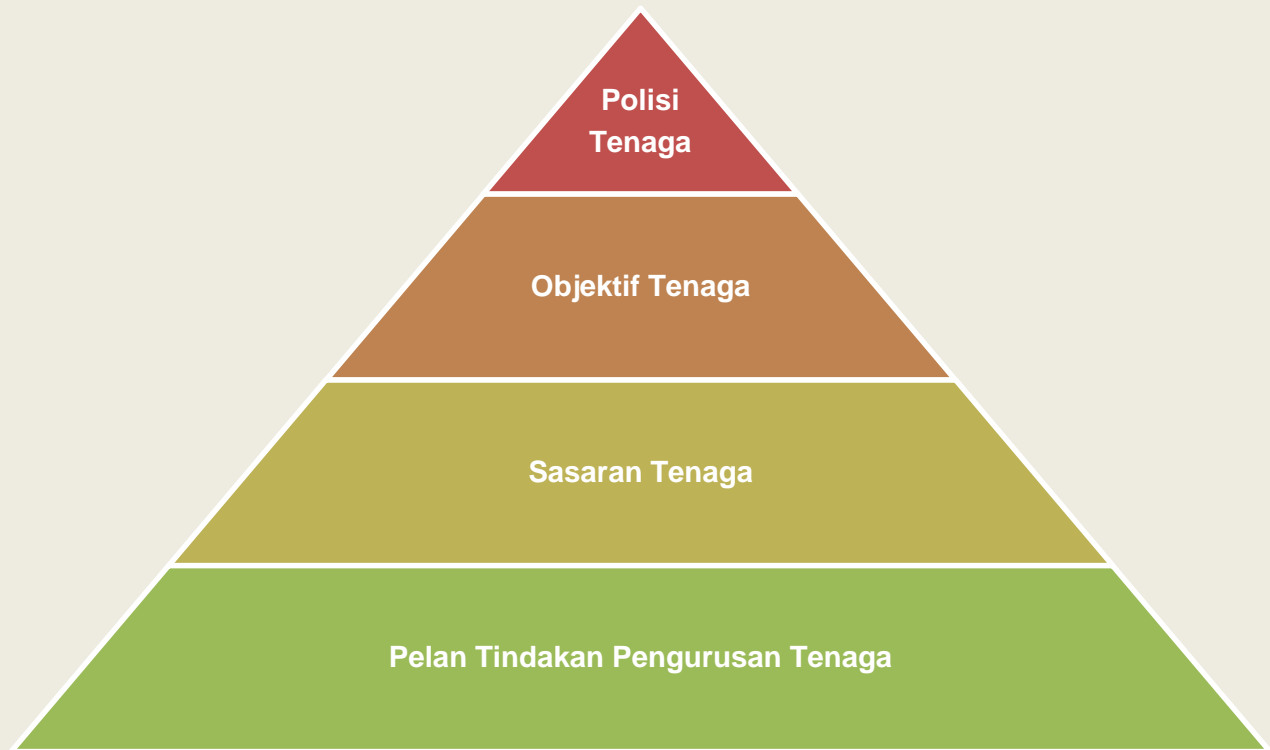 Polisi
Tenaga
Objektif Tenaga
Sasaran Tenaga
Pelan Tindakan Pengurusan Tenaga